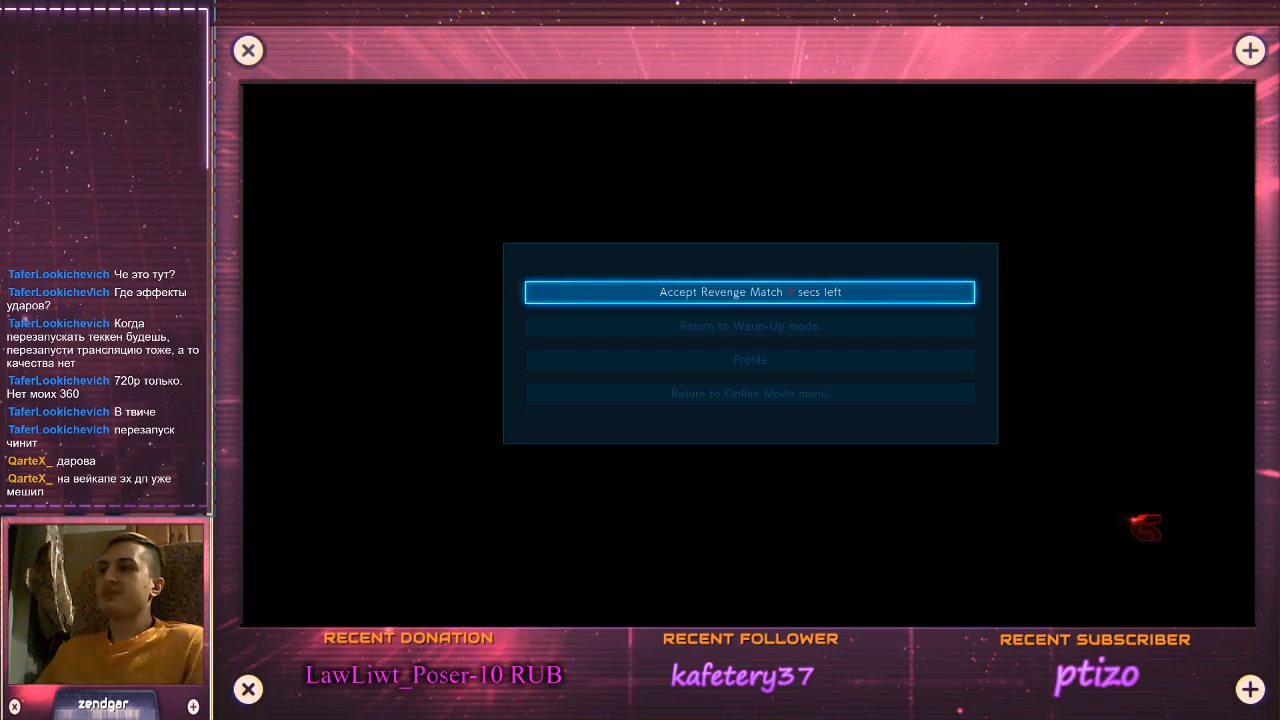 TaferLookichevich Че это тут?
TaferLookichevich Где эффекты
ударов?
TaferLookichevich Когда
перезапускать теккен будешь,
перезапусти трансляцию тоже, а то
качества нет
TaferLookichevich 720p только.
Нет моих 360
TaferLookichevich В твиче
TaferLookichevich перезапуск
чинит
QarteX_ дарова
QarteX_ на вейкапе эх дп уже
мешил
zendgar
Accept Revenge Match secs left
Return to Warm-Up mode.
Profile
Return to Online Mode menu.
RECENT DONATION
LawLiwt_Poser-10 RUB
RECENT FOLLOWER
kafetery37
RECENT SUBSCRIBER
ptizo